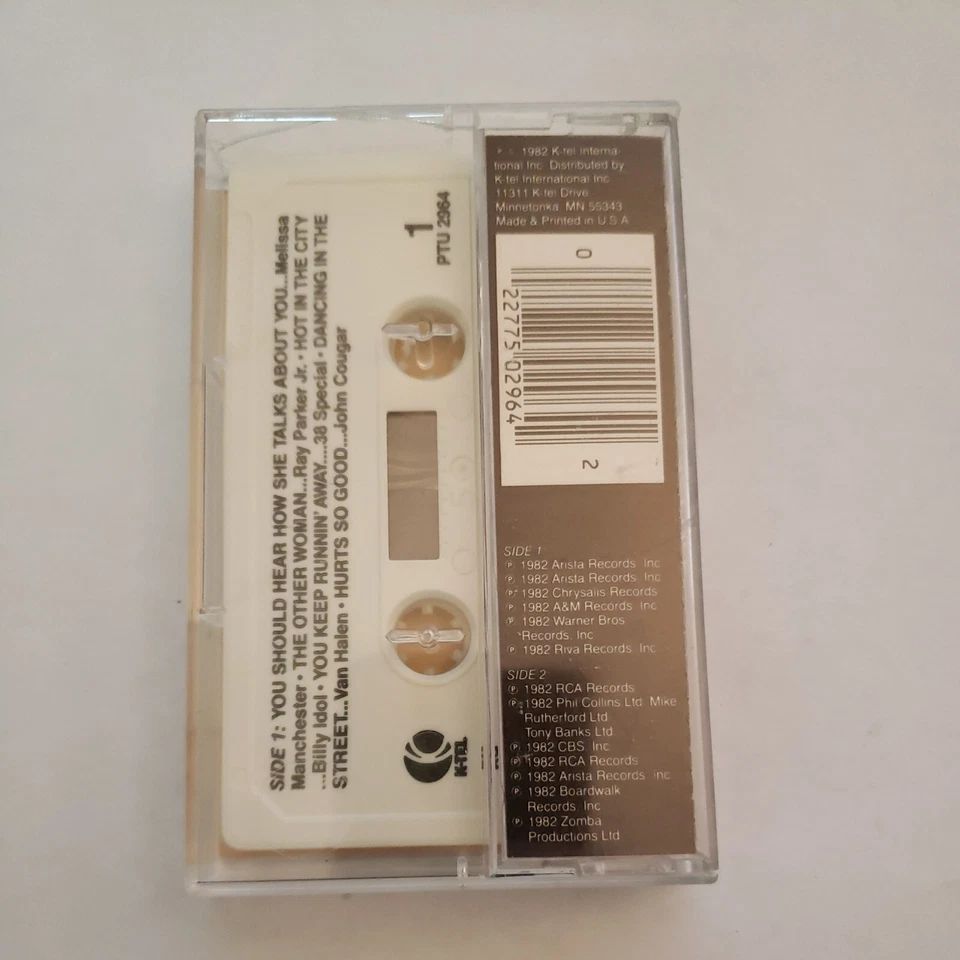 SIDE 1: YOU SHOULD HEAR HOW SHE TALKS ABOUT YOU...Melissa
Manchester • THE OTHER WOMAN...Ray Parker Jr. • HOT IN THE CITY
...Billy Idol • YOU KEEP RUNNIN' AWAY....38 Special • DANCING IN THE
STREET...Van Halen • HURTS SO GOOD...John Cougar
1
PTU 2964
K-TEL
℗ © 1982 K-tel Interna-
tional Inc. Distributed by
K-tel International Inc
11311 K-tel Drive
Minnetonka, MN 55343
Made & Printed in U.S.A
0
22775 02964
2
SIDE 1
℗ 1982 Arista Records, Inc
℗ 1982 Arista Records, Inc
℗ 1982 Chrysalis Records
℗ 1982 A&M Records, Inc
℗ 1982 Warner Bros
Records, Inc
℗ 1982 Riva Records, Inc
SIDE 2
℗ 1982 RCA Records
℗ 1982 Phil Collins Ltd. Mike
Rutherford Ltd
Tony Banks Ltd
℗ 1982 CBS, Inc
℗ 1982 RCA Records
℗ 1982 Arista Records, Inc
℗ 1982 Boardwalk
Records, Inc
℗ 1982 Zomba
Productions Ltd